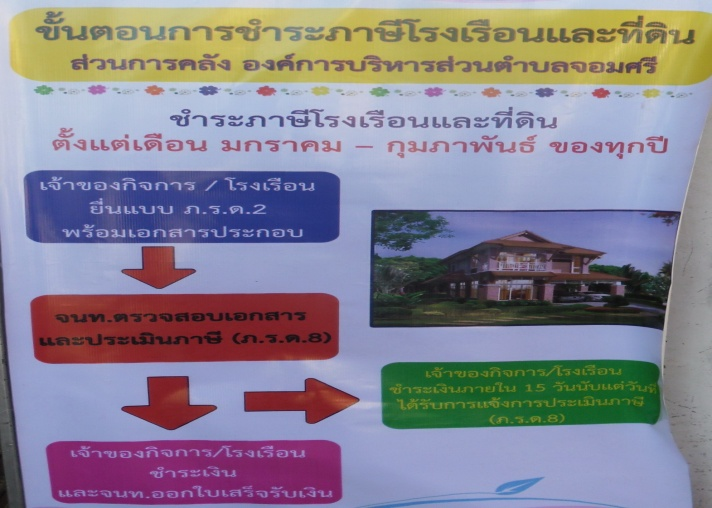 ขั้นตอนการชำระภาษีโรงเรือนและที่ดิน
ส่วนการคลัง องค์การบริหารส่วนตำบลจอมศรี
ชำระภาษีโรงเรือนและที่ดิน
ตั้งแต่เดือน มกราคม – กุมภาพันธ์ ของทุกปี
เจ้าของกิจการ / โรงเรือน
ยื่นแบบ ภ.ร.ด.2
พร้อมเอกสารประกอบ
จนท.ตรวจสอบเอกสาร
และประเมินภาษี (ภ.ร.ด.8)
เจ้าของกิจการ/โรงเรือน
ชำระเงินภายใน 15 วันนับแต่วันที่
ได้รับการแจ้งการประเมินภาษี
(ภ.ร.ด.8)
เจ้าของกิจการ/โรงเรือน
ชำระเงิน
และจนท.ออกใบเสร็จรับเงิน